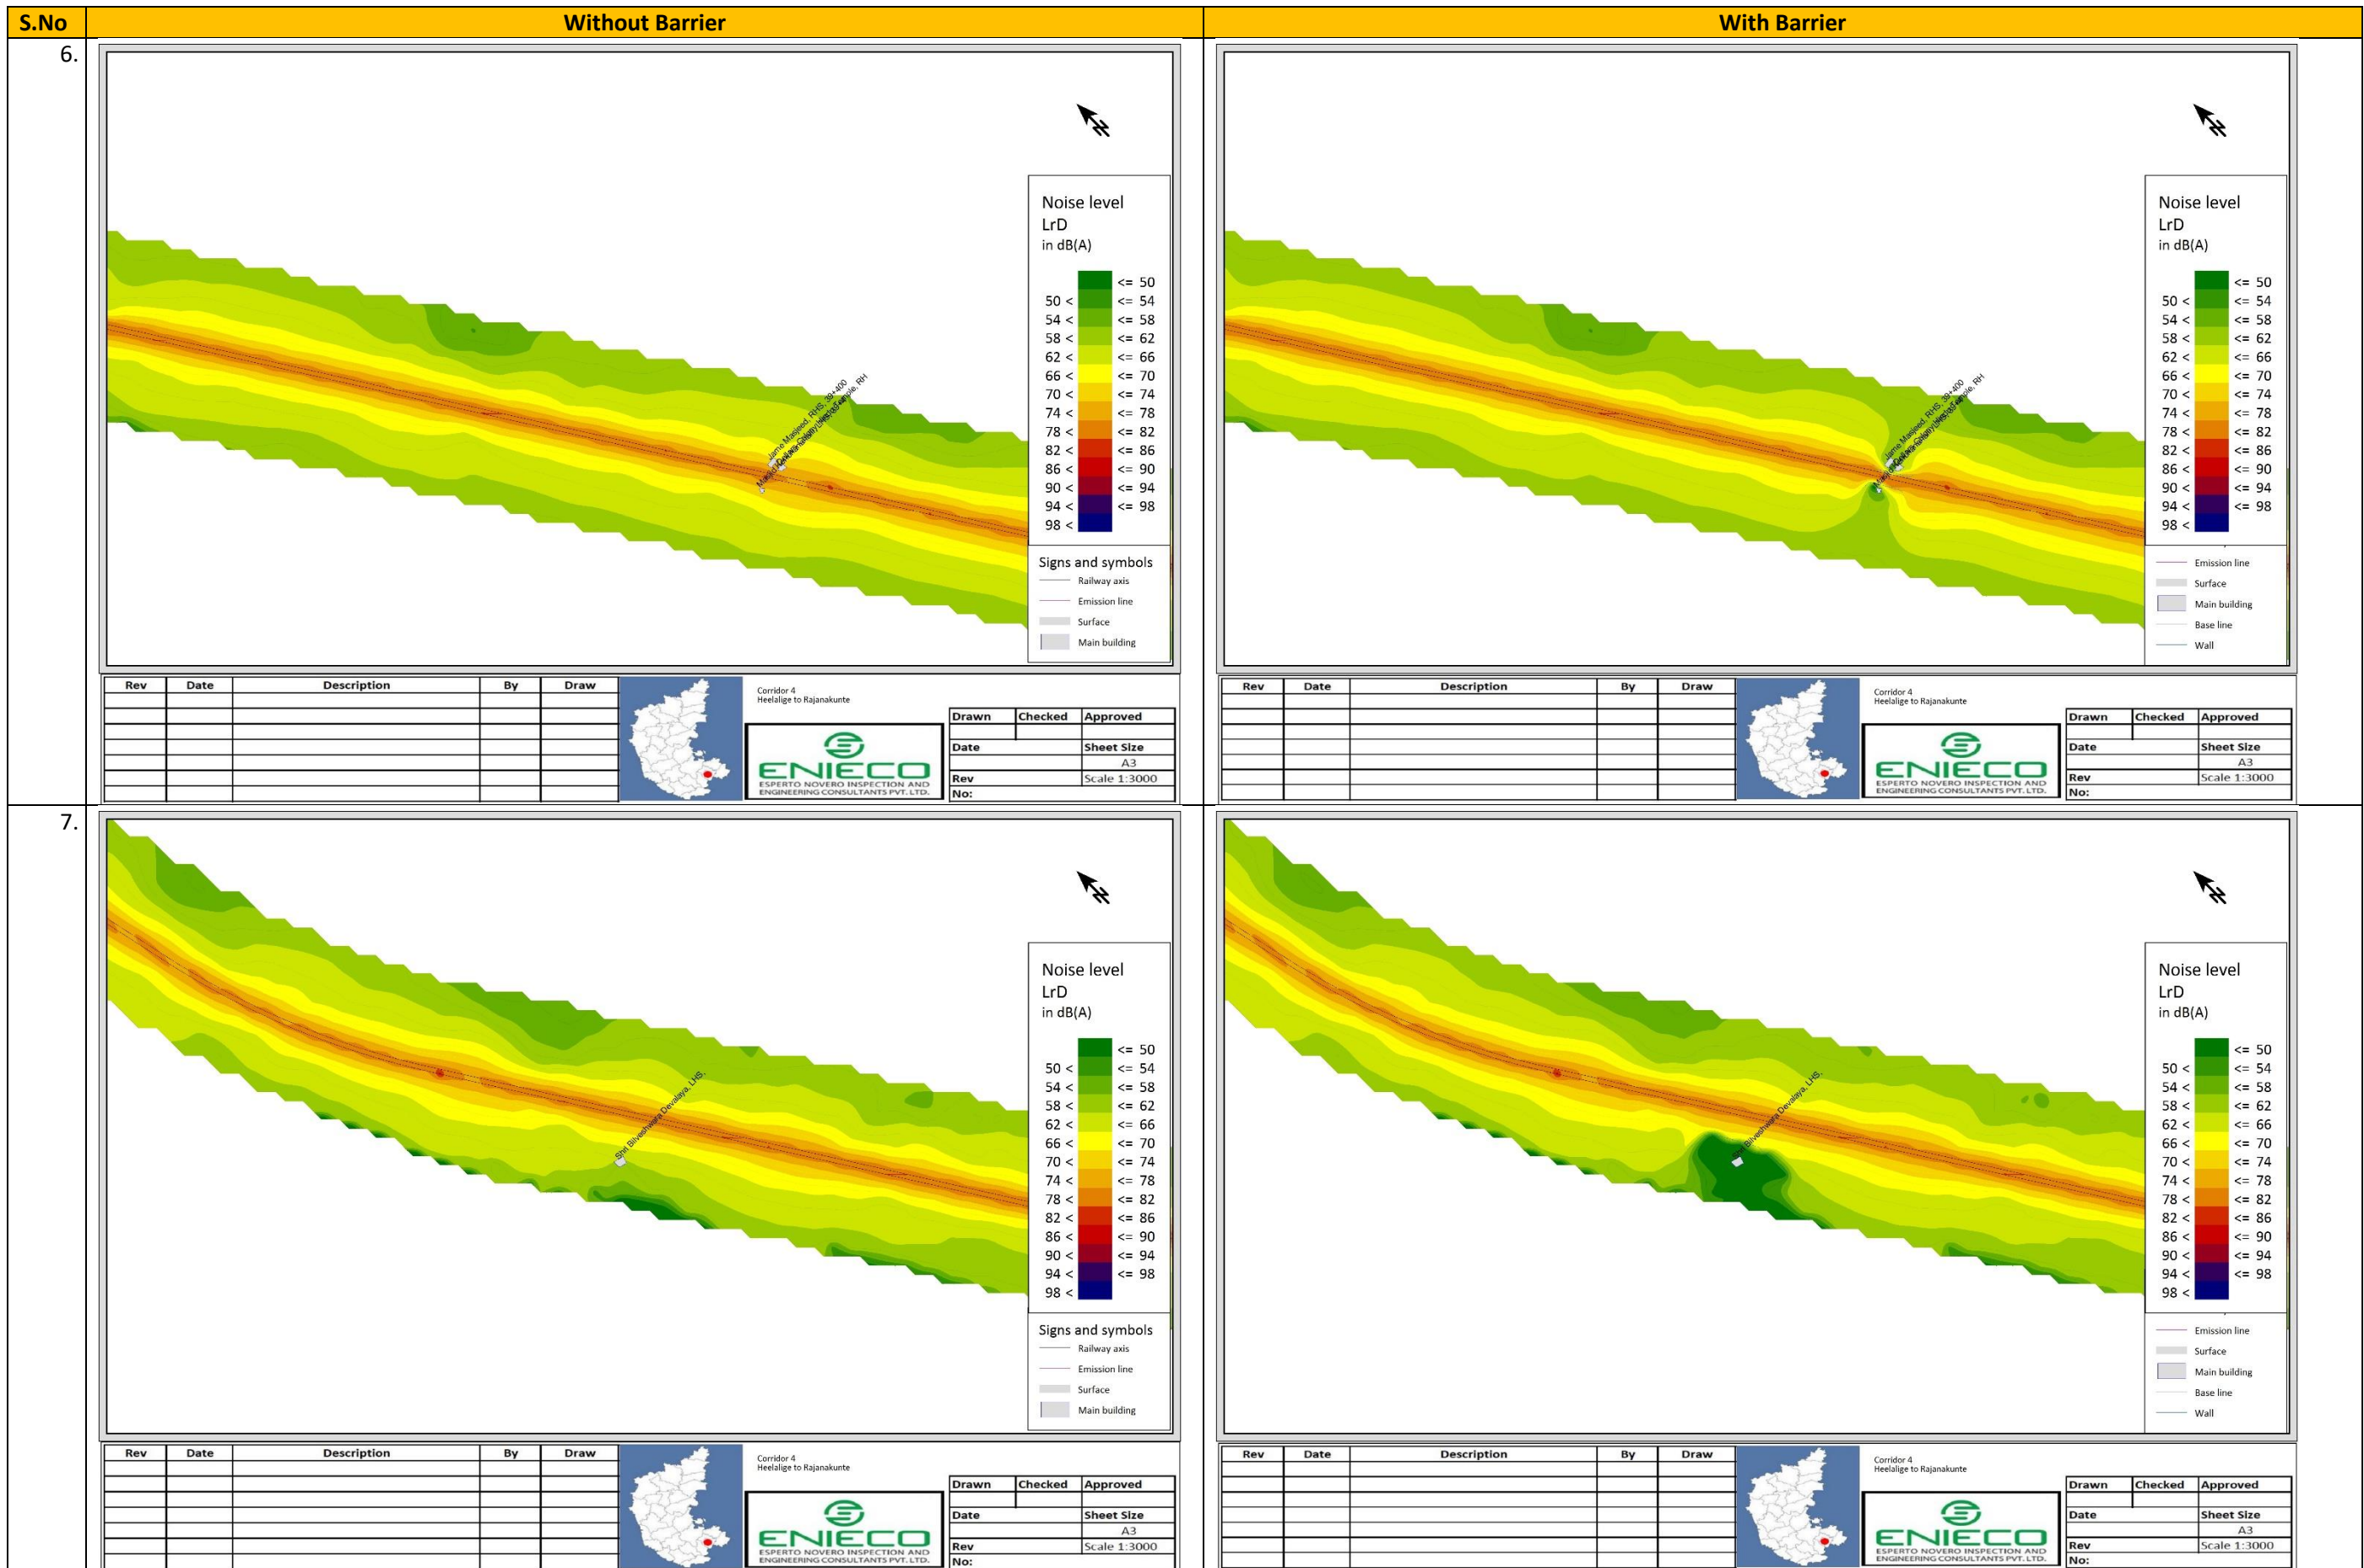 S.No Without Barrier With Barrier
6.
Noise level
LrD
in dB(A)
<= 50
50 < <= 54
54 < <= 58
58 < <= 62
62 < <= 66
66 < <= 70
70 < <= 74
74 < <= 78
78 < <= 82
82 < <= 86
86 < <= 90
90 < <= 94
94 < <= 98
98 <
Signs and symbols
Railway axis
Emission line
Surface
Main building
Jame Masjeed, RHS, 39+400
Rev Date Description By Draw
Corridor 4
Heelalige to Rajanakunte
ENIECO
ESPERTO NOVERO INSPECTION AND
ENGINEERING CONSULTANTS PVT. LTD.
Drawn Checked Approved
Date Sheet Size
A3
Rev Scale 1:3000
No:
Noise level
LrD
in dB(A)
<= 50
50 < <= 54
54 < <= 58
58 < <= 62
62 < <= 66
66 < <= 70
70 < <= 74
74 < <= 78
78 < <= 82
82 < <= 86
86 < <= 90
90 < <= 94
94 < <= 98
98 <
Emission line
Surface
Main building
Base line
Wall
Jame Masjeed, RHS, 39+400
Rev Date Description By Draw
Corridor 4
Heelalige to Rajanakunte
ENIECO
ESPERTO NOVERO INSPECTION AND
ENGINEERING CONSULTANTS PVT. LTD.
Drawn Checked Approved
Date Sheet Size
A3
Rev Scale 1:3000
No:
7.
Noise level
LrD
in dB(A)
<= 50
50 < <= 54
54 < <= 58
58 < <= 62
62 < <= 66
66 < <= 70
70 < <= 74
74 < <= 78
78 < <= 82
82 < <= 86
86 < <= 90
90 < <= 94
94 < <= 98
98 <
Signs and symbols
Railway axis
Emission line
Surface
Main building
Shri Bilveshwara Devalaya, LHS,
Rev Date Description By Draw
Corridor 4
Heelalige to Rajanakunte
ENIECO
ESPERTO NOVERO INSPECTION AND
ENGINEERING CONSULTANTS PVT. LTD.
Drawn Checked Approved
Date Sheet Size
A3
Rev Scale 1:3000
No:
Noise level
LrD
in dB(A)
<= 50
50 < <= 54
54 < <= 58
58 < <= 62
62 < <= 66
66 < <= 70
70 < <= 74
74 < <= 78
78 < <= 82
82 < <= 86
86 < <= 90
90 < <= 94
94 < <= 98
98 <
Emission line
Surface
Main building
Base line
Wall
Shri Bilveshwara Devalaya, LHS,
Rev Date Description By Draw
Corridor 4
Heelalige to Rajanakunte
ENIECO
ESPERTO NOVERO INSPECTION AND
ENGINEERING CONSULTANTS PVT. LTD.
Drawn Checked Approved
Date Sheet Size
A3
Rev Scale 1:3000
No: